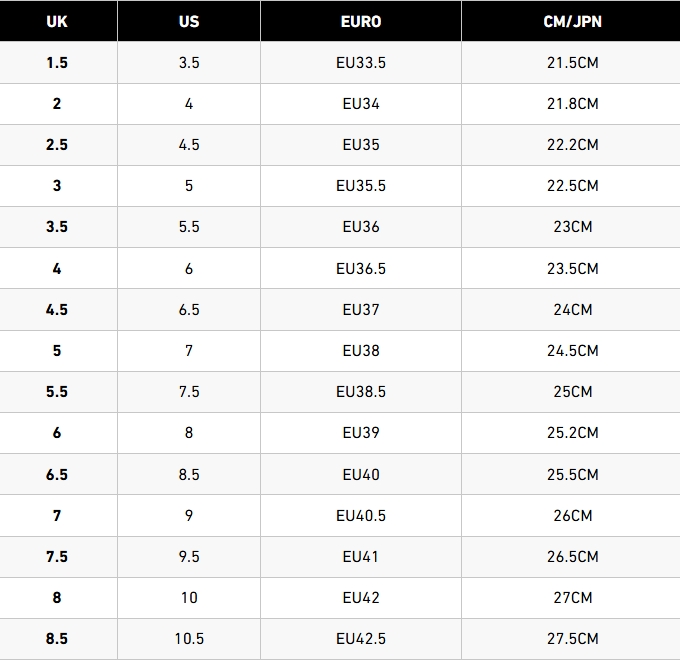 UK US EURO CM/JPN
1.5 3.5 EU33.5 21.5CM
2 4 EU34 21.8CM
2.5 4.5 EU35 22.2CM
3 5 EU35.5 22.5CM
3.5 5.5 EU36 23CM
4 6 EU36.5 23.5CM
4.5 6.5 EU37 24CM
5 7 EU38 24.5CM
5.5 7.5 EU38.5 25CM
6 8 EU39 25.2CM
6.5 8.5 EU40 25.5CM
7 9 EU40.5 26CM
7.5 9.5 EU41 26.5CM
8 10 EU42 27CM
8.5 10.5 EU42.5 27.5CM